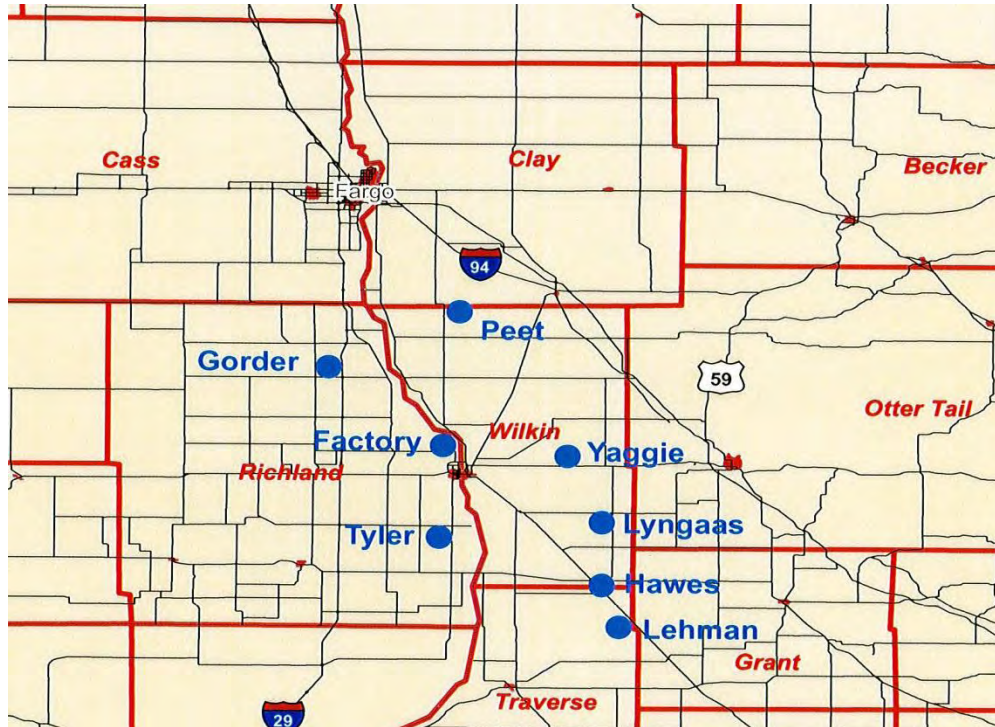 Cass
Clay
Becker
Fargo
94
Peet
Gorder
59
Otter Tail
Factory
Wilkin
Yaggie
Richland
Lyngaas
Tyler
Hawes
Lehman
Grant
Traverse
29